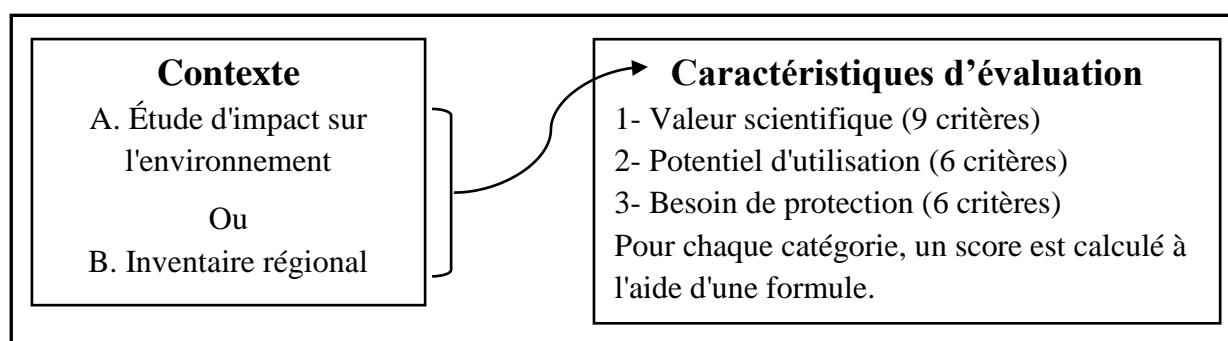 Contexte
A. Étude d'impact sur
l'environnement
Ou
B. Inventaire régional
Caractéristiques d’évaluation
1- Valeur scientifique (9 critères)
2- Potentiel d'utilisation (6 critères)
3- Besoin de protection (6 critères)
Pour chaque catégorie, un score est calculé à
l'aide d'une formule.